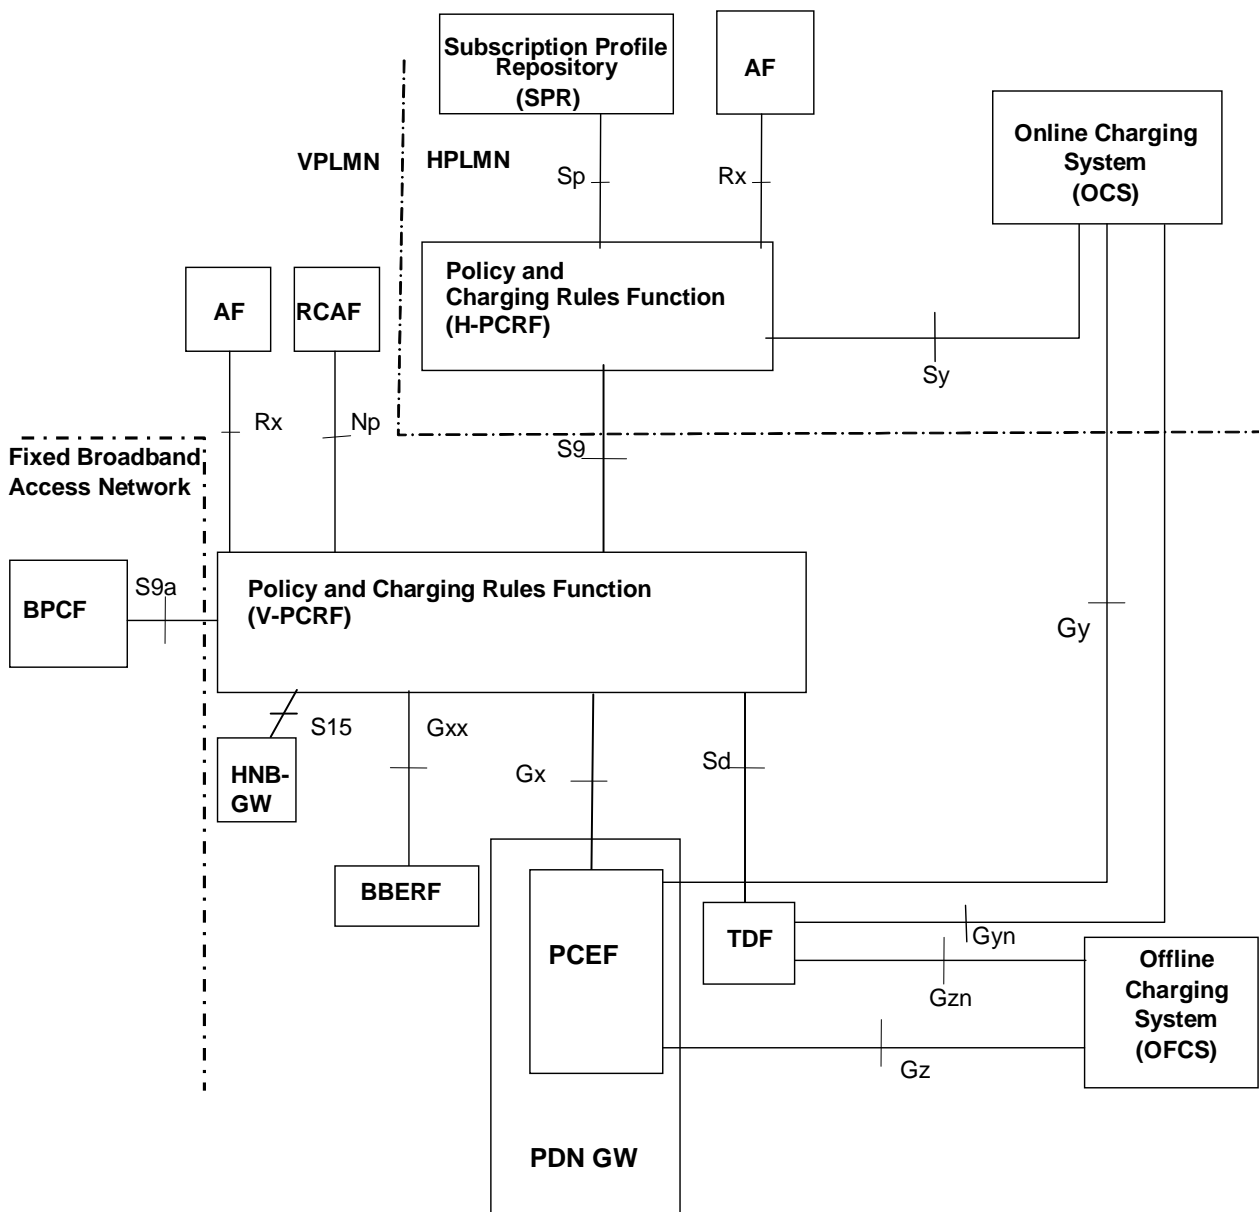 Subscription Profile
Repository
(SPR)
AF
Online Charging
System
(OCS)
VPLMN
HPLMN
Sp
Rx
Policy and
Charging Rules Function
(H-PCRF)
AF
RCAF
Sy
Rx
Np
S9
Fixed Broadband
Access Network
BPCF
S9a
Policy and Charging Rules Function
(V-PCRF)
Gy
S15
Gxx
Gx
Sd
HNB-
GW
BBERF
PCEF
TDF
Gyn
Gzn
Offline
Charging
System
(OFCS)
Gz
PDN GW